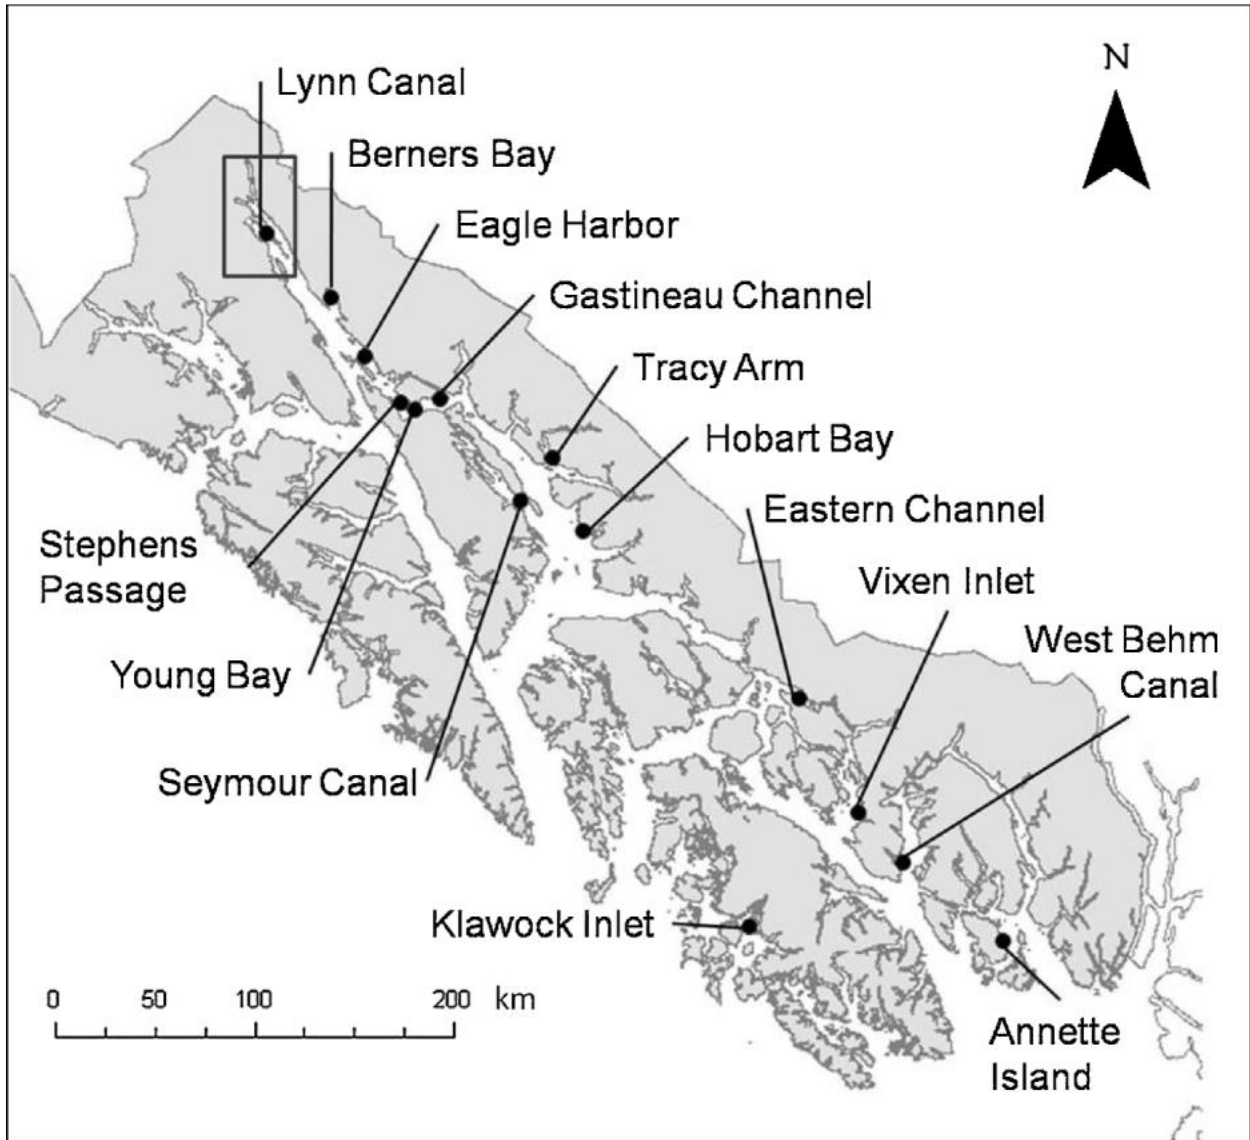 N
Lynn Canal
Berners Bay
Eagle Harbor
Gastineau Channel
Tracy Arm
Hobart Bay
Eastern Channel
Stephens
Passage
Vixen Inlet
West Behm
Canal
Young Bay
Seymour Canal
Klawock Inlet
0 50 100 200 km
Annette
Island